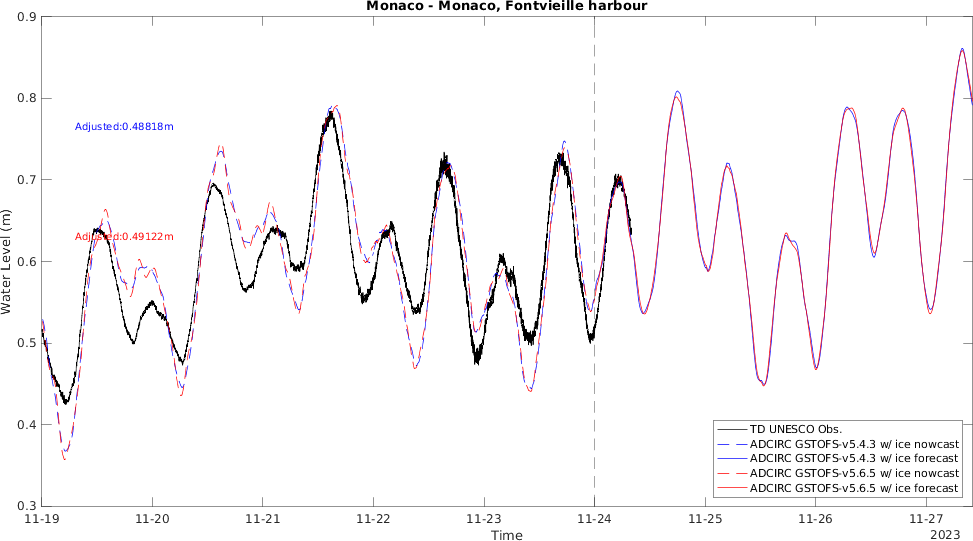 Monaco - Monaco, Fontvieille harbour
0.9
0.8
0.7
0.6
0.5
0.4
0.3
Water Level (m)
Adjusted:0.48818m
Adjusted:0.49122m
TD UNESCO Obs.
ADCIRC GSTOFS-v5.4.3 w/ ice nowcast
ADCIRC GSTOFS-v5.4.3 w/ ice forecast
ADCIRC GSTOFS-v5.6.5 w/ ice nowcast
ADCIRC GSTOFS-v5.6.5 w/ ice forecast
11-19 11-20 11-21 11-22 11-23 11-24 11-25 11-26 11-27
Time
2023